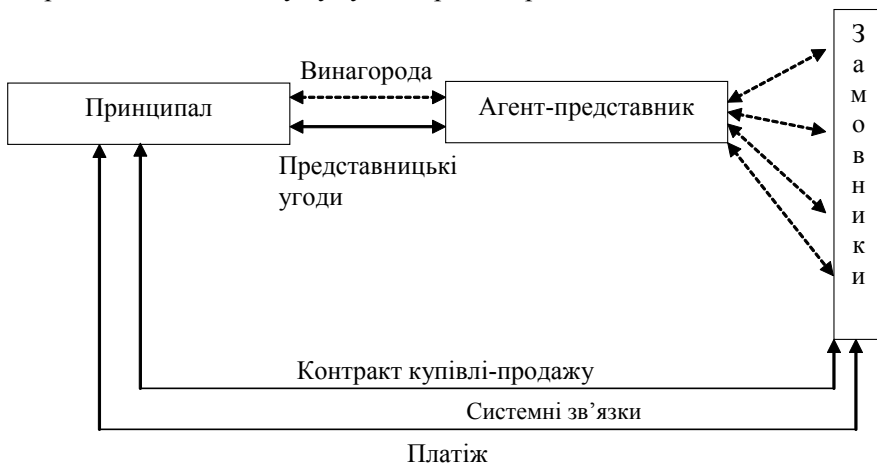 Винагорода
Принципал
Агент-представник
Представницькі
угоди
З
а
м
о
в
н
и
к
и
Контракт купівлі-продажу
Системні зв’язки
Платіж